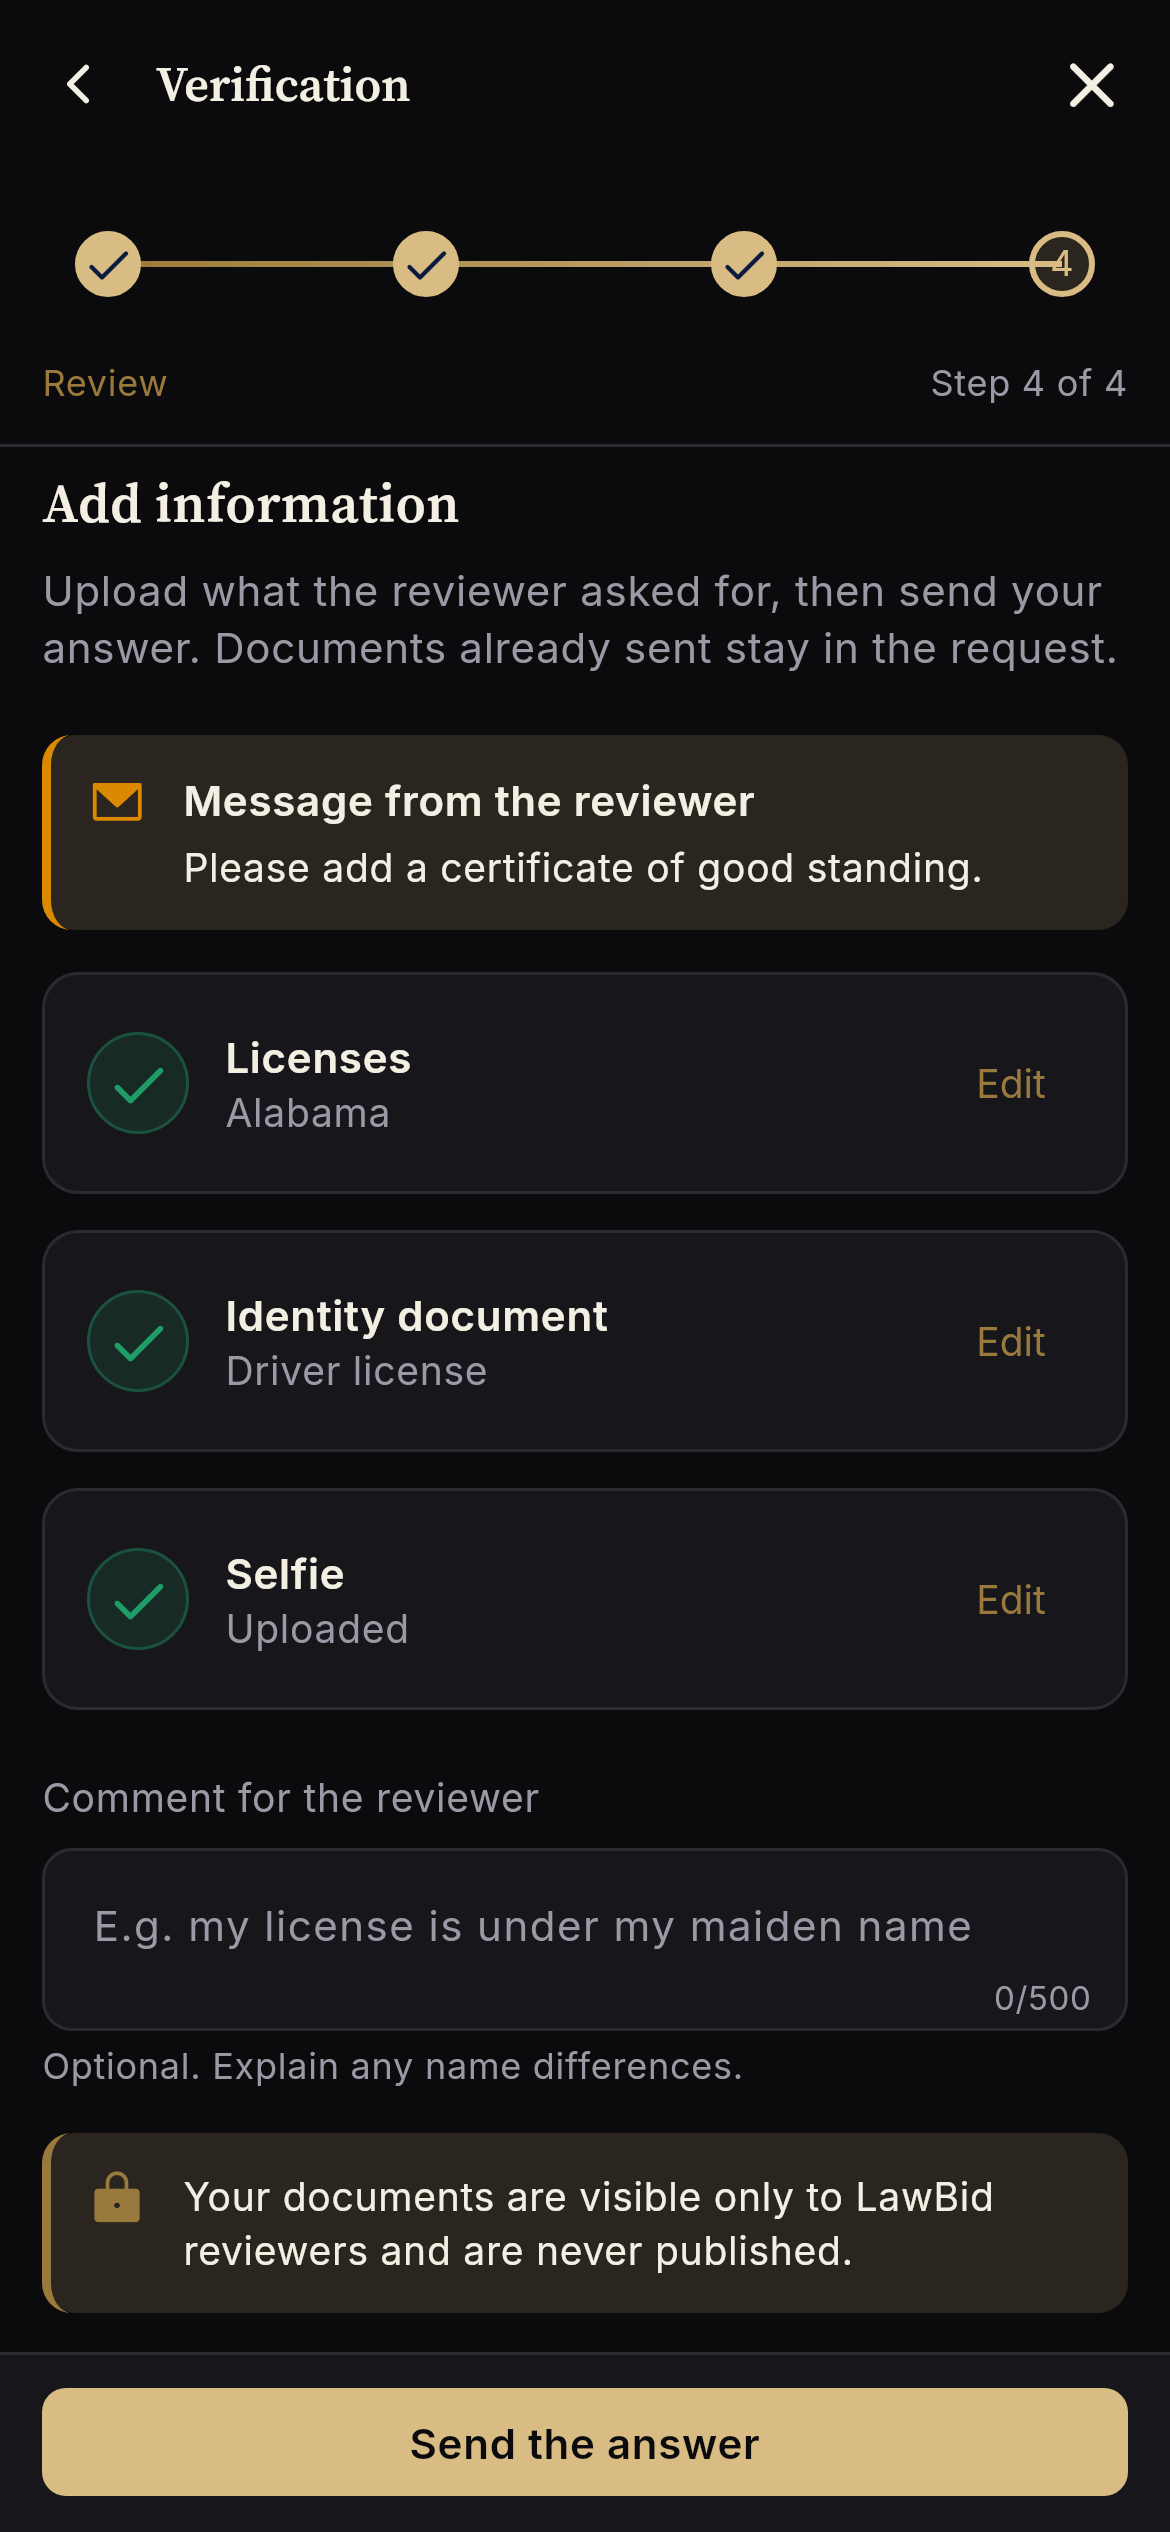 Verification
4
Review
Step 4 of 4
Add information
Upload what the reviewer asked for, then send your
answer. Documents already sent stay in the request.
Message from the reviewer
Please add a certificate of good standing.
Licenses
Alabama
Edit
Identity document
Driver license
Edit
Selfie
Uploaded
Edit
Comment for the reviewer
E.g. my license is under my maiden name
0/500
Optional. Explain any name differences.
Your documents are visible only to LawBid
reviewers and are never published.
Send the answer